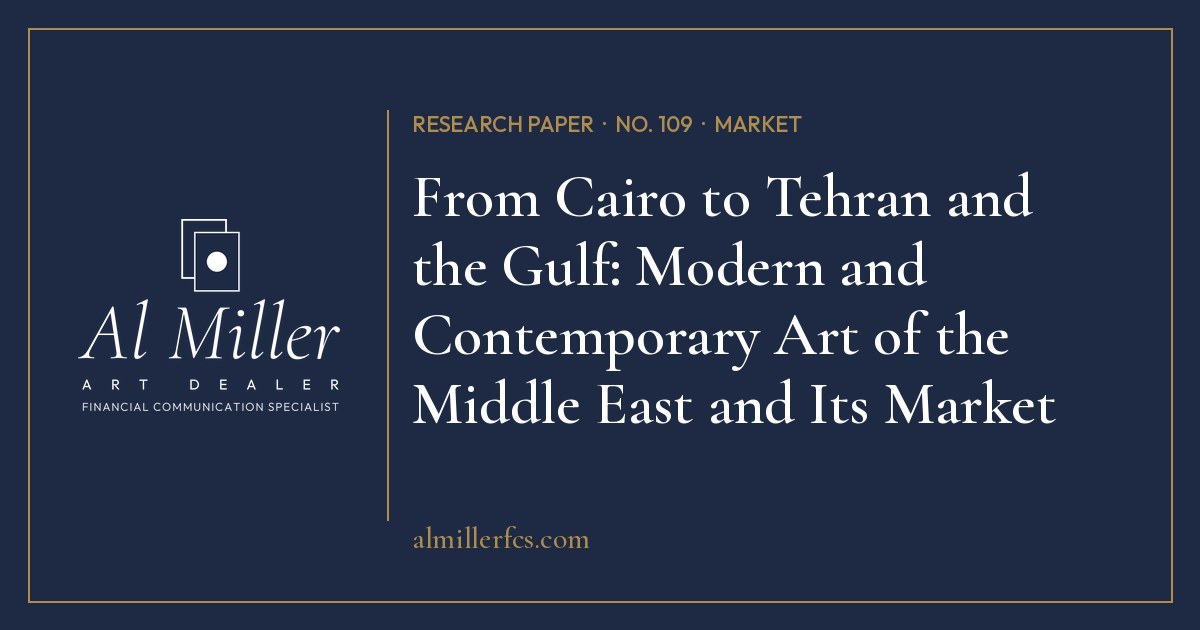 RESEARCH PAPER · NO. 109 · MARKET
From Cairo to Tehran and
the Gulf: Modern and
Contemporary Art of the
Middle East and Its Market
Al Miller
ART DEALER
FINANCIAL COMMUNICATION SPECIALIST
almillerfcs.com